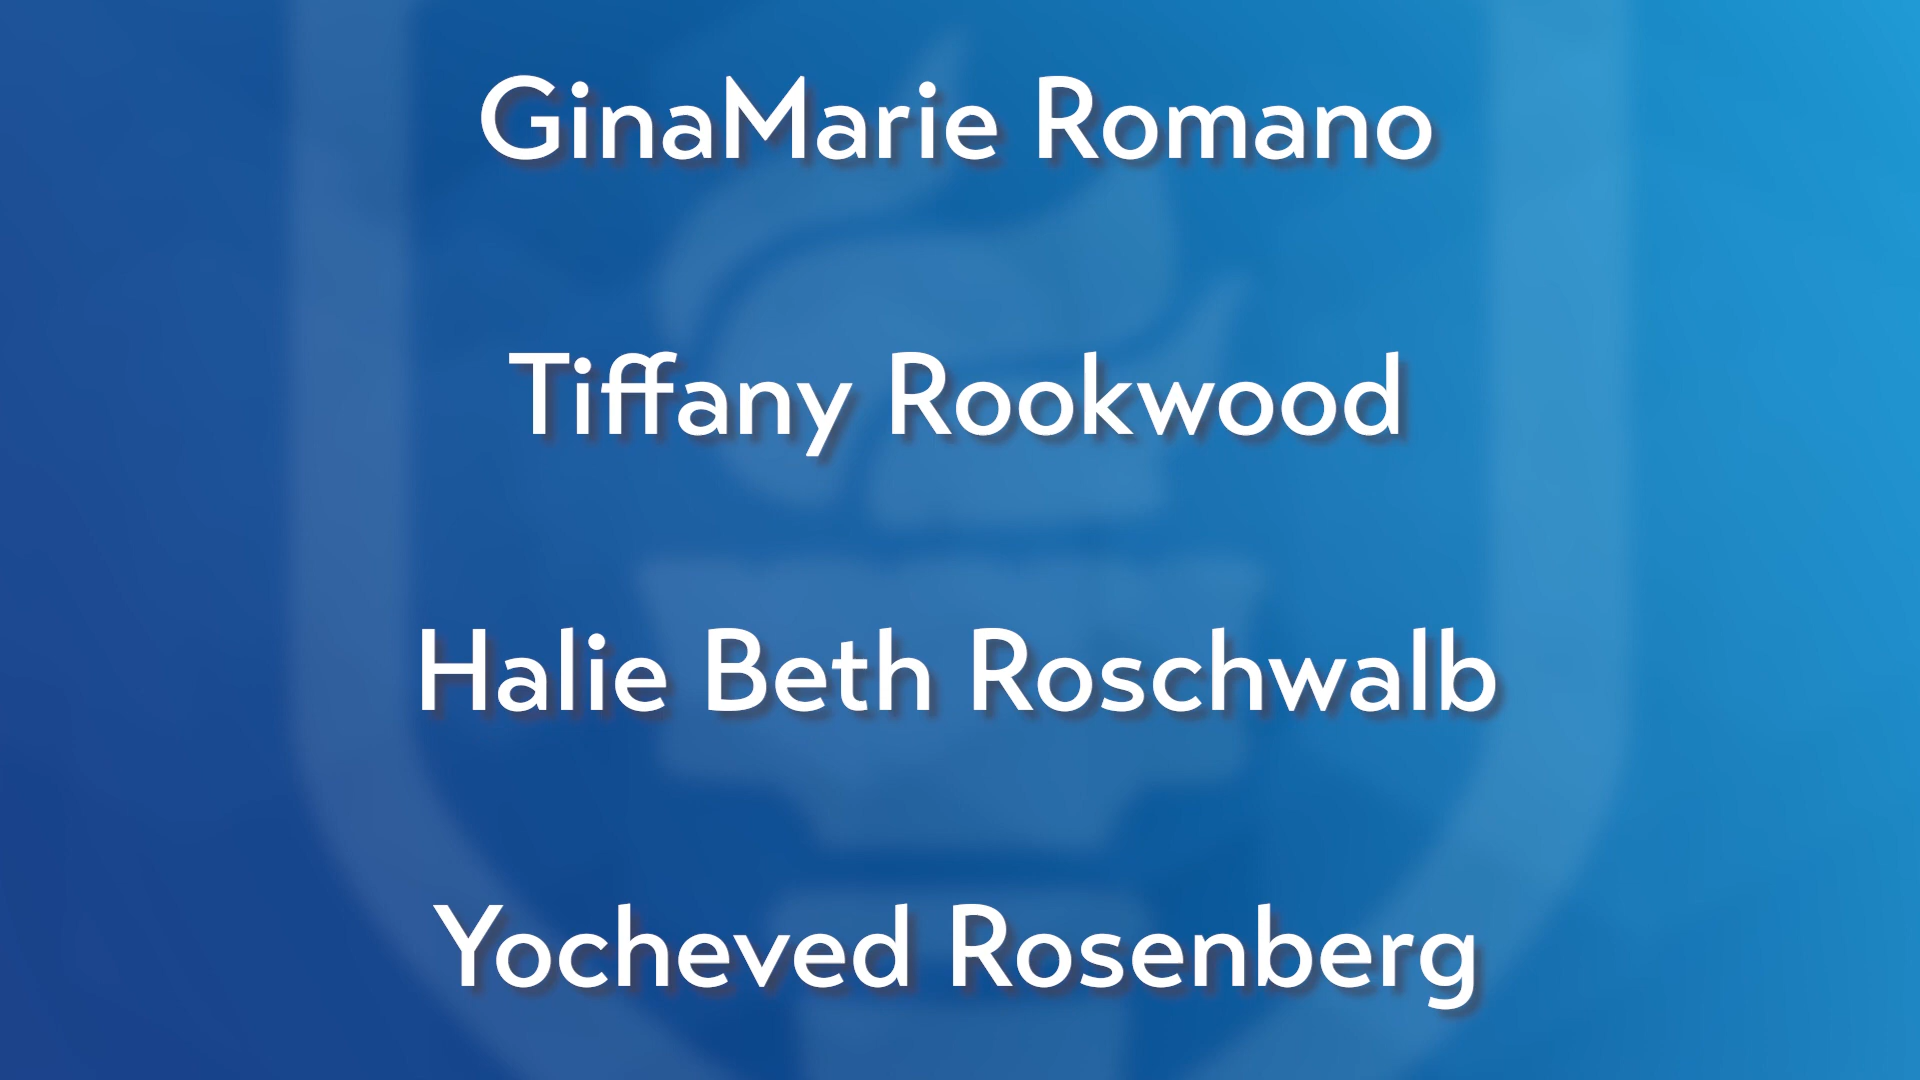 GinaMarie Romano
Tiffany Rookwood
Halie Beth Roschwalb
Yocheved Rosenberg